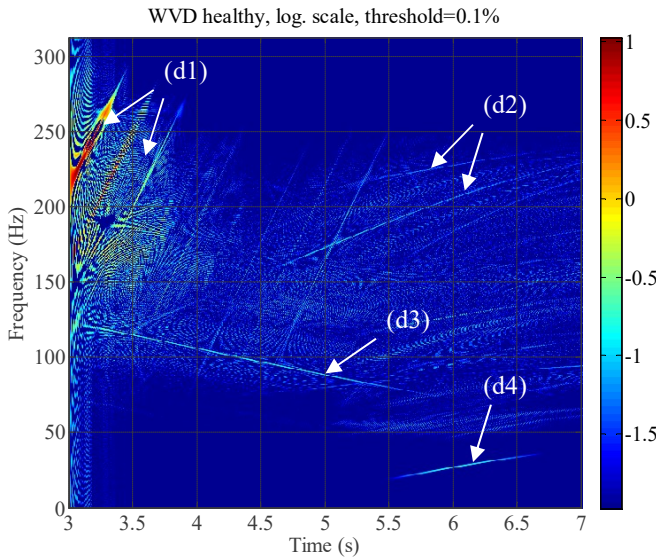 WVD healthy, log. scale, threshold=0.1%
Frequency (Hz)
300
250
200
150
100
50
0
(d1)
(d2)
(d3)
(d4)
3 3.5 4 4.5 5 5.5 6 6.5 7
Time (s)
1
0.5
0
-0.5
-1
-1.5